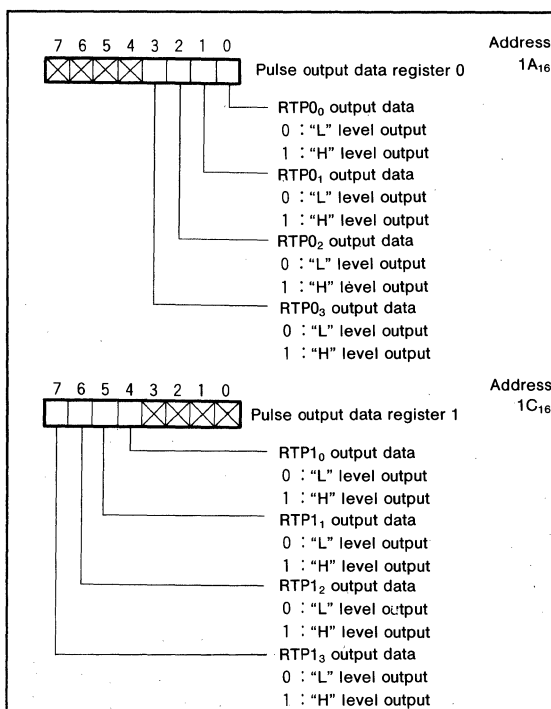 7 6 5 4 3 2 1 0 Address
Pulse output data register 0 1A₁₆
RTP0₀ output data
0 : “L” level output
1 : “H” level output
RTP0₁ output data
0 : “L” level output
1 : “H” level output
RTP0₂ output data
0 : “L” level output
1 : “H” level output
RTP0₃ output data
0 : “L” level output
1 : “H” level output
7 6 5 4 3 2 1 0 Address
Pulse output data register 1 1C₁₆
RTP1₀ output data
0 : “L” level output
1 : “H” level output
RTP1₁ output data
0 : “L” level output
1 : “H” level output
RTP1₂ output data
0 : “L” level output
1 : “H” level output
RTP1₃ output data
0 : “L” level output
1 : “H” level output